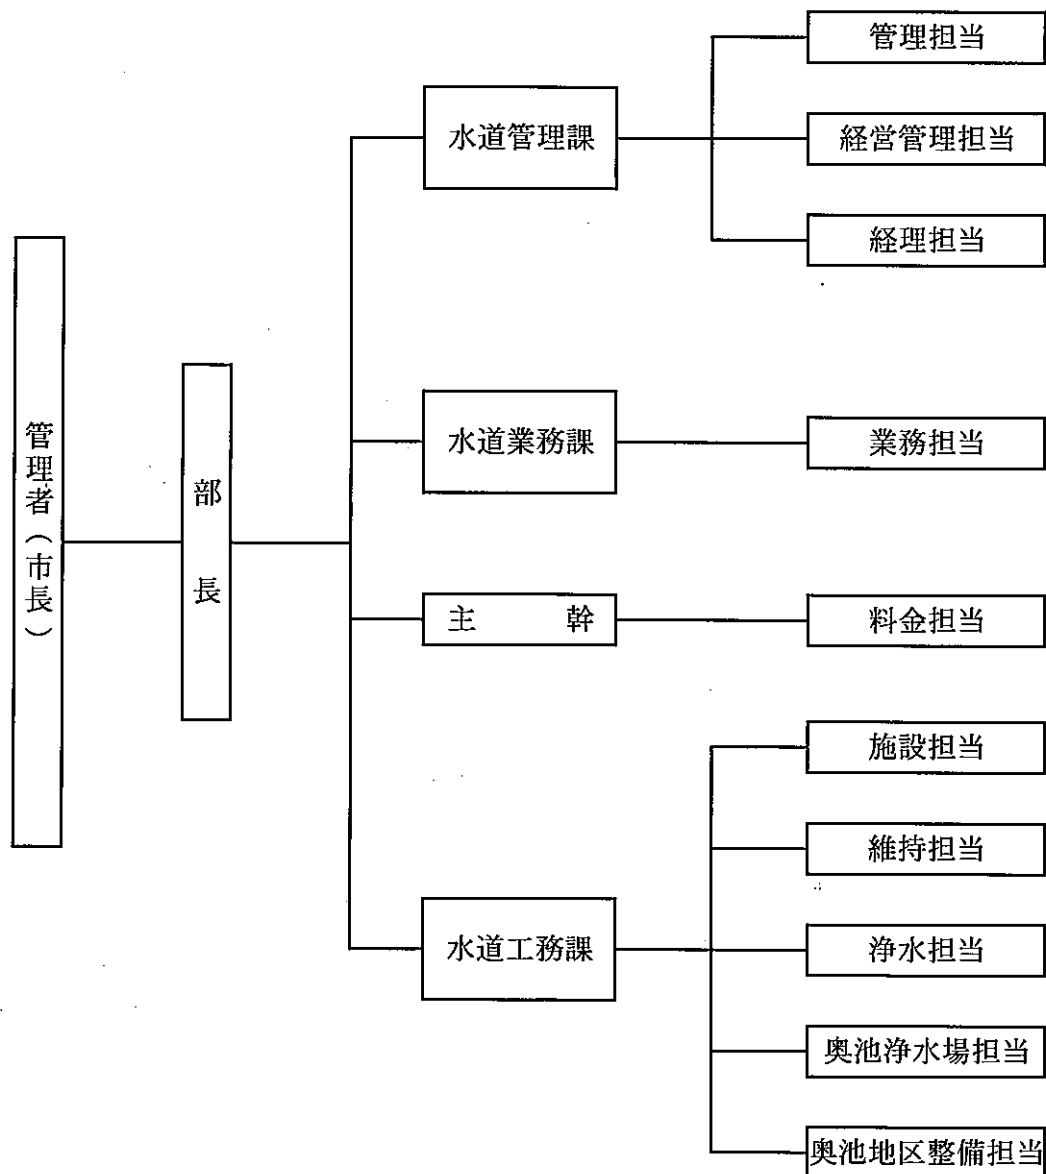 管理者（市長）
部長
水道管理課
管理担当
経営管理担当
経理担当
水道業務課
業務担当
主幹
料金担当
水道工務課
施設担当
維持担当
浄水担当
奥池浄水場担当
奥池地区整備担当